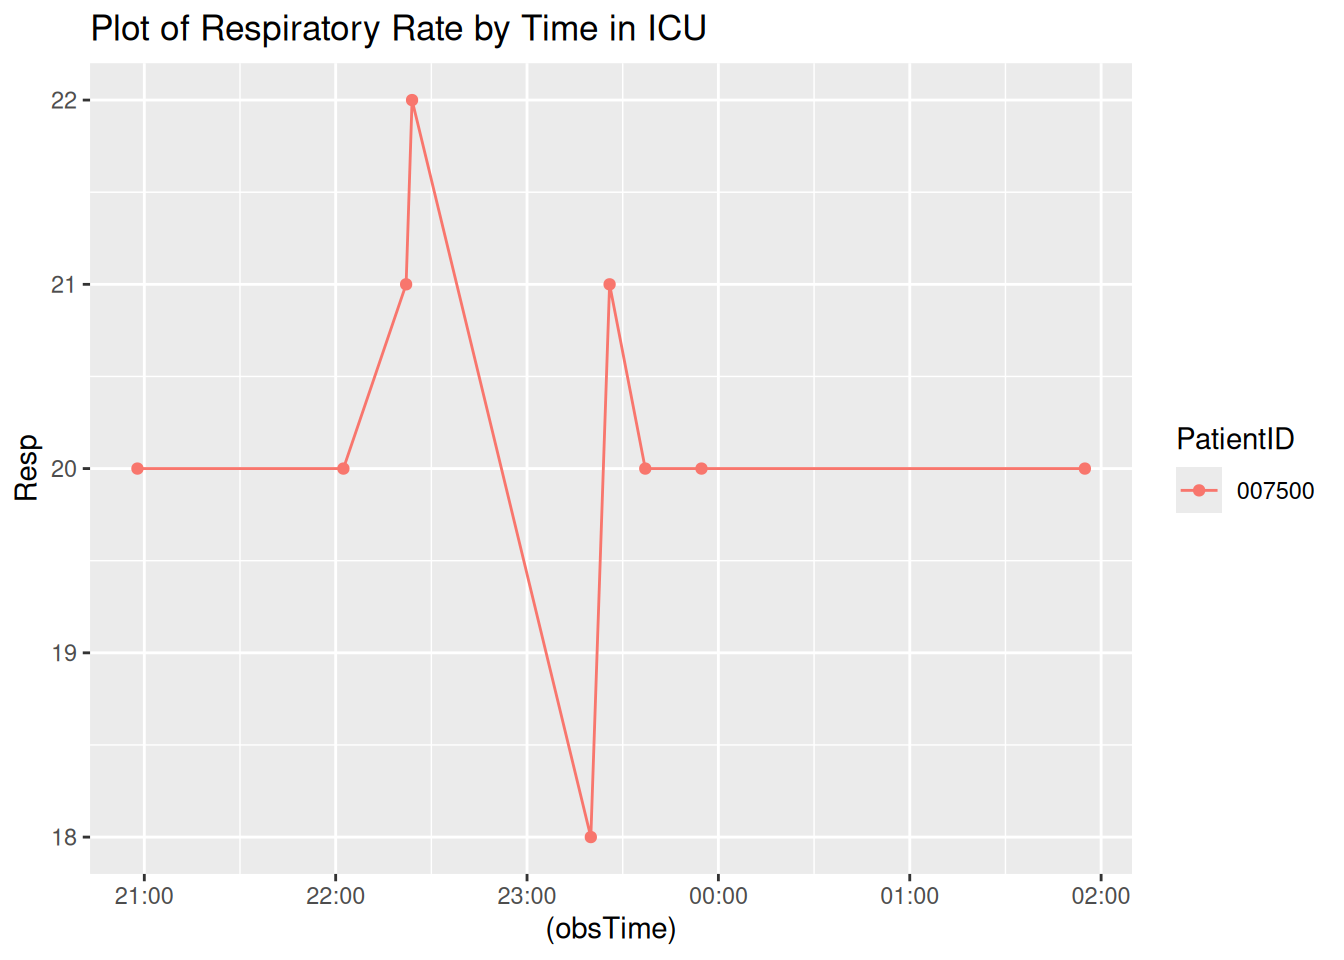 Plot of Respiratory Rate by Time in ICU
22
21
20
19
18
Resp
21:00 22:00 23:00 00:00 01:00 02:00
(obsTime)
PatientID
007500